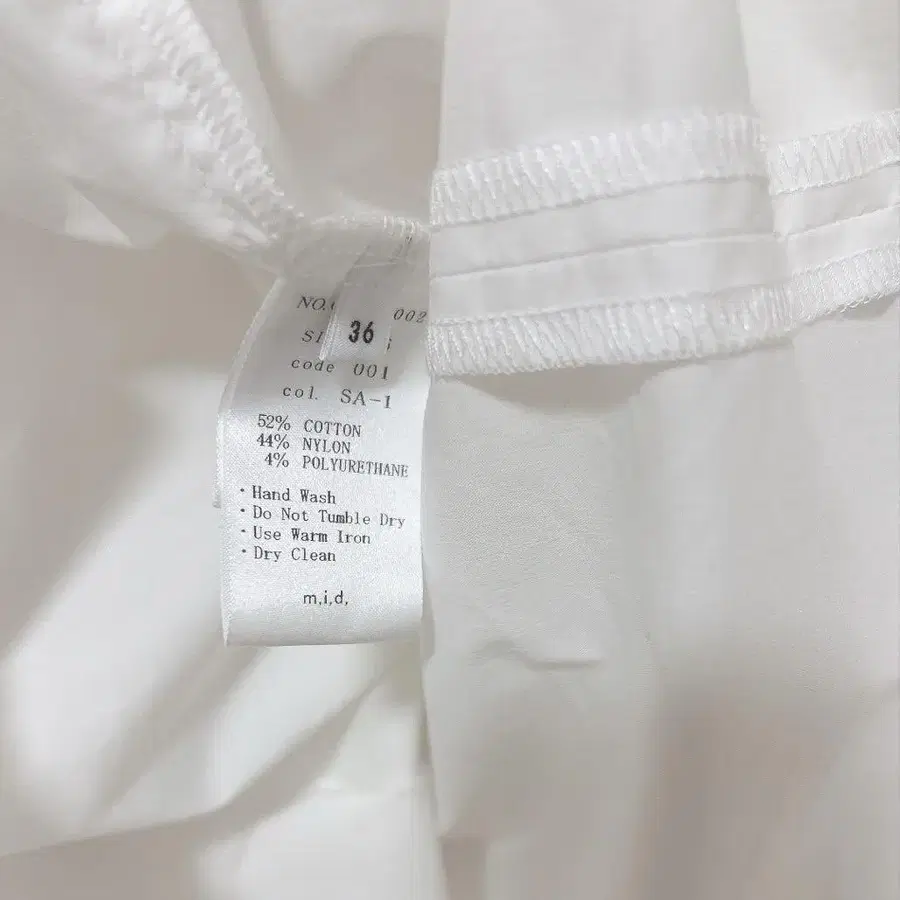 NO. 002
36
code 001
col. SA-1
52% COTTON
44% NYLON
4% POLYURETHANE
· Hand Wash
· Do Not Tumble Dry
· Use Warm Iron
· Dry Clean
m.i.d.